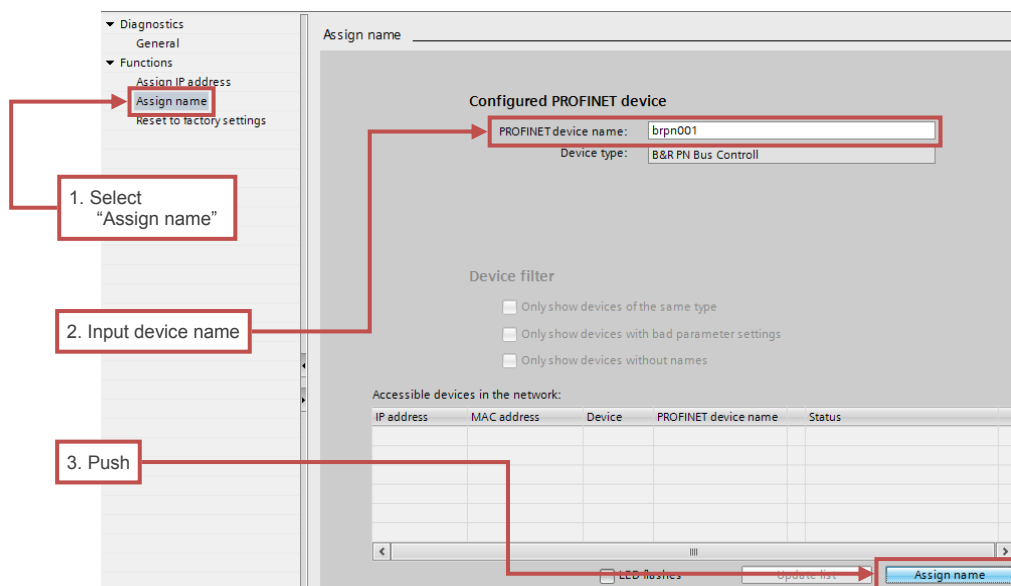 Diagnostics
General
Functions
Assign IP address
Assign name
Reset to factory settings
1. Select
"Assign name"
2. Input device name
3. Push
Assign name
Configured PROFINET device
PROFINET device name: brpn001
Device type: B&R PN Bus Controll
Device filter
Only show devices of the same type
Only show devices with bad parameter settings
Only show devices without names
Accessible devices in the network:
IP address MAC address Device PROFINET device name Status
LED flashes Update list Assign name